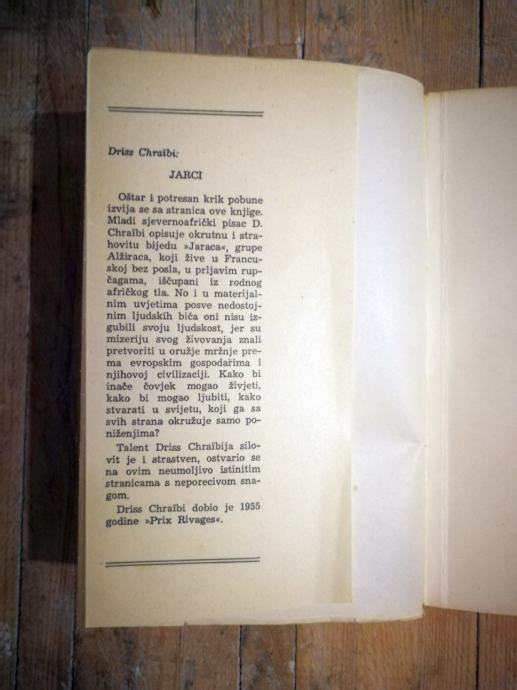 Driss Chraïbi:
JARCI
Oštar i potresan krik pobune
izvija se sa stranica ove knjige.
Mladi sjevernoafrički pisac D.
Chraïbi opisuje okrutnu i stra-
hovitu bijedu »Jaraca«, grupe
Alžiraca, koji žive u Francu-
skoj bez posla, u prljavim rup-
čagama, iščupani iz rodnog
afričkog tla. No i u materijal-
nim uvjetima posve nedostoj-
nim ljudskih bića oni nisu iz-
gubili svoju ljudskost, jer su
mizeriju svog životovanja znali
pretvoriti u oružje mržnje pre-
ma evropskim gospodarima i
njihovoj civilizaciji. Kako bi
inače čovjek mogao živjeti,
kako bi mogao ljubiti, kako
stvarati u svijetu, koji ga sa
svih strana okružuje samo po-
niženjima?
Talent Driss Chraïbija silo-
vit je i strastven, ostvario se
na ovim neumoljivo istinitim
stranicama s neporecivom sna-
gom.
Driss Chraïbi dobio je 1955
godine »Prix Rivages«.